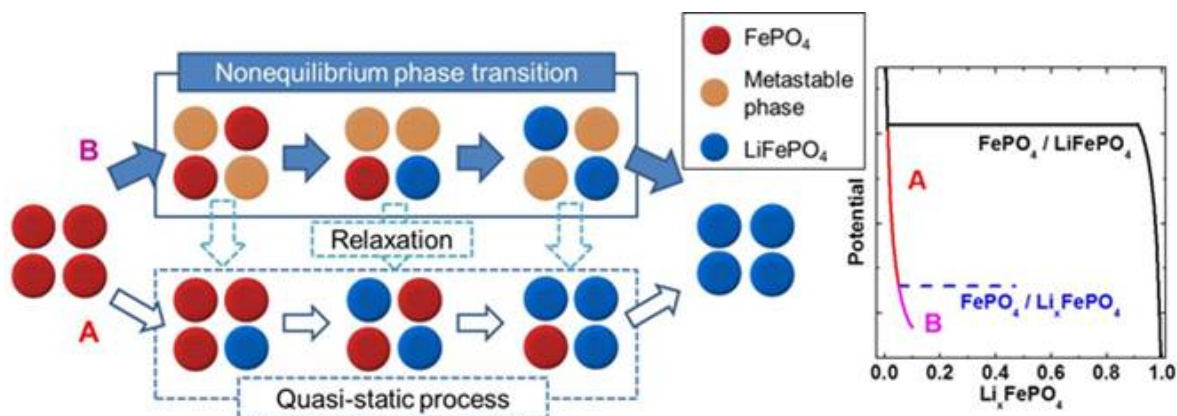 Nonequilibrium phase transition
B
Relaxation
A
Quasi-static process
FePO₄
Metastable
phase
LiFePO₄
Potential
FePO₄ / LiFePO₄
A
FePO₄ / LiₓFePO₄
B
0.0 0.2 0.4 0.6 0.8 1.0
LiₓFePO₄